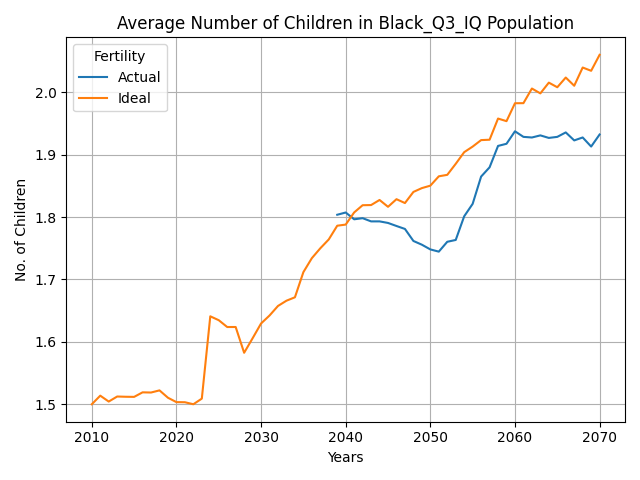 Average Number of Children in Black_Q3_IQ Population
Fertility
Actual
Ideal
No. of Children
2.0
1.9
1.8
1.7
1.6
1.5
2010 2020 2030 2040 2050 2060 2070
Years